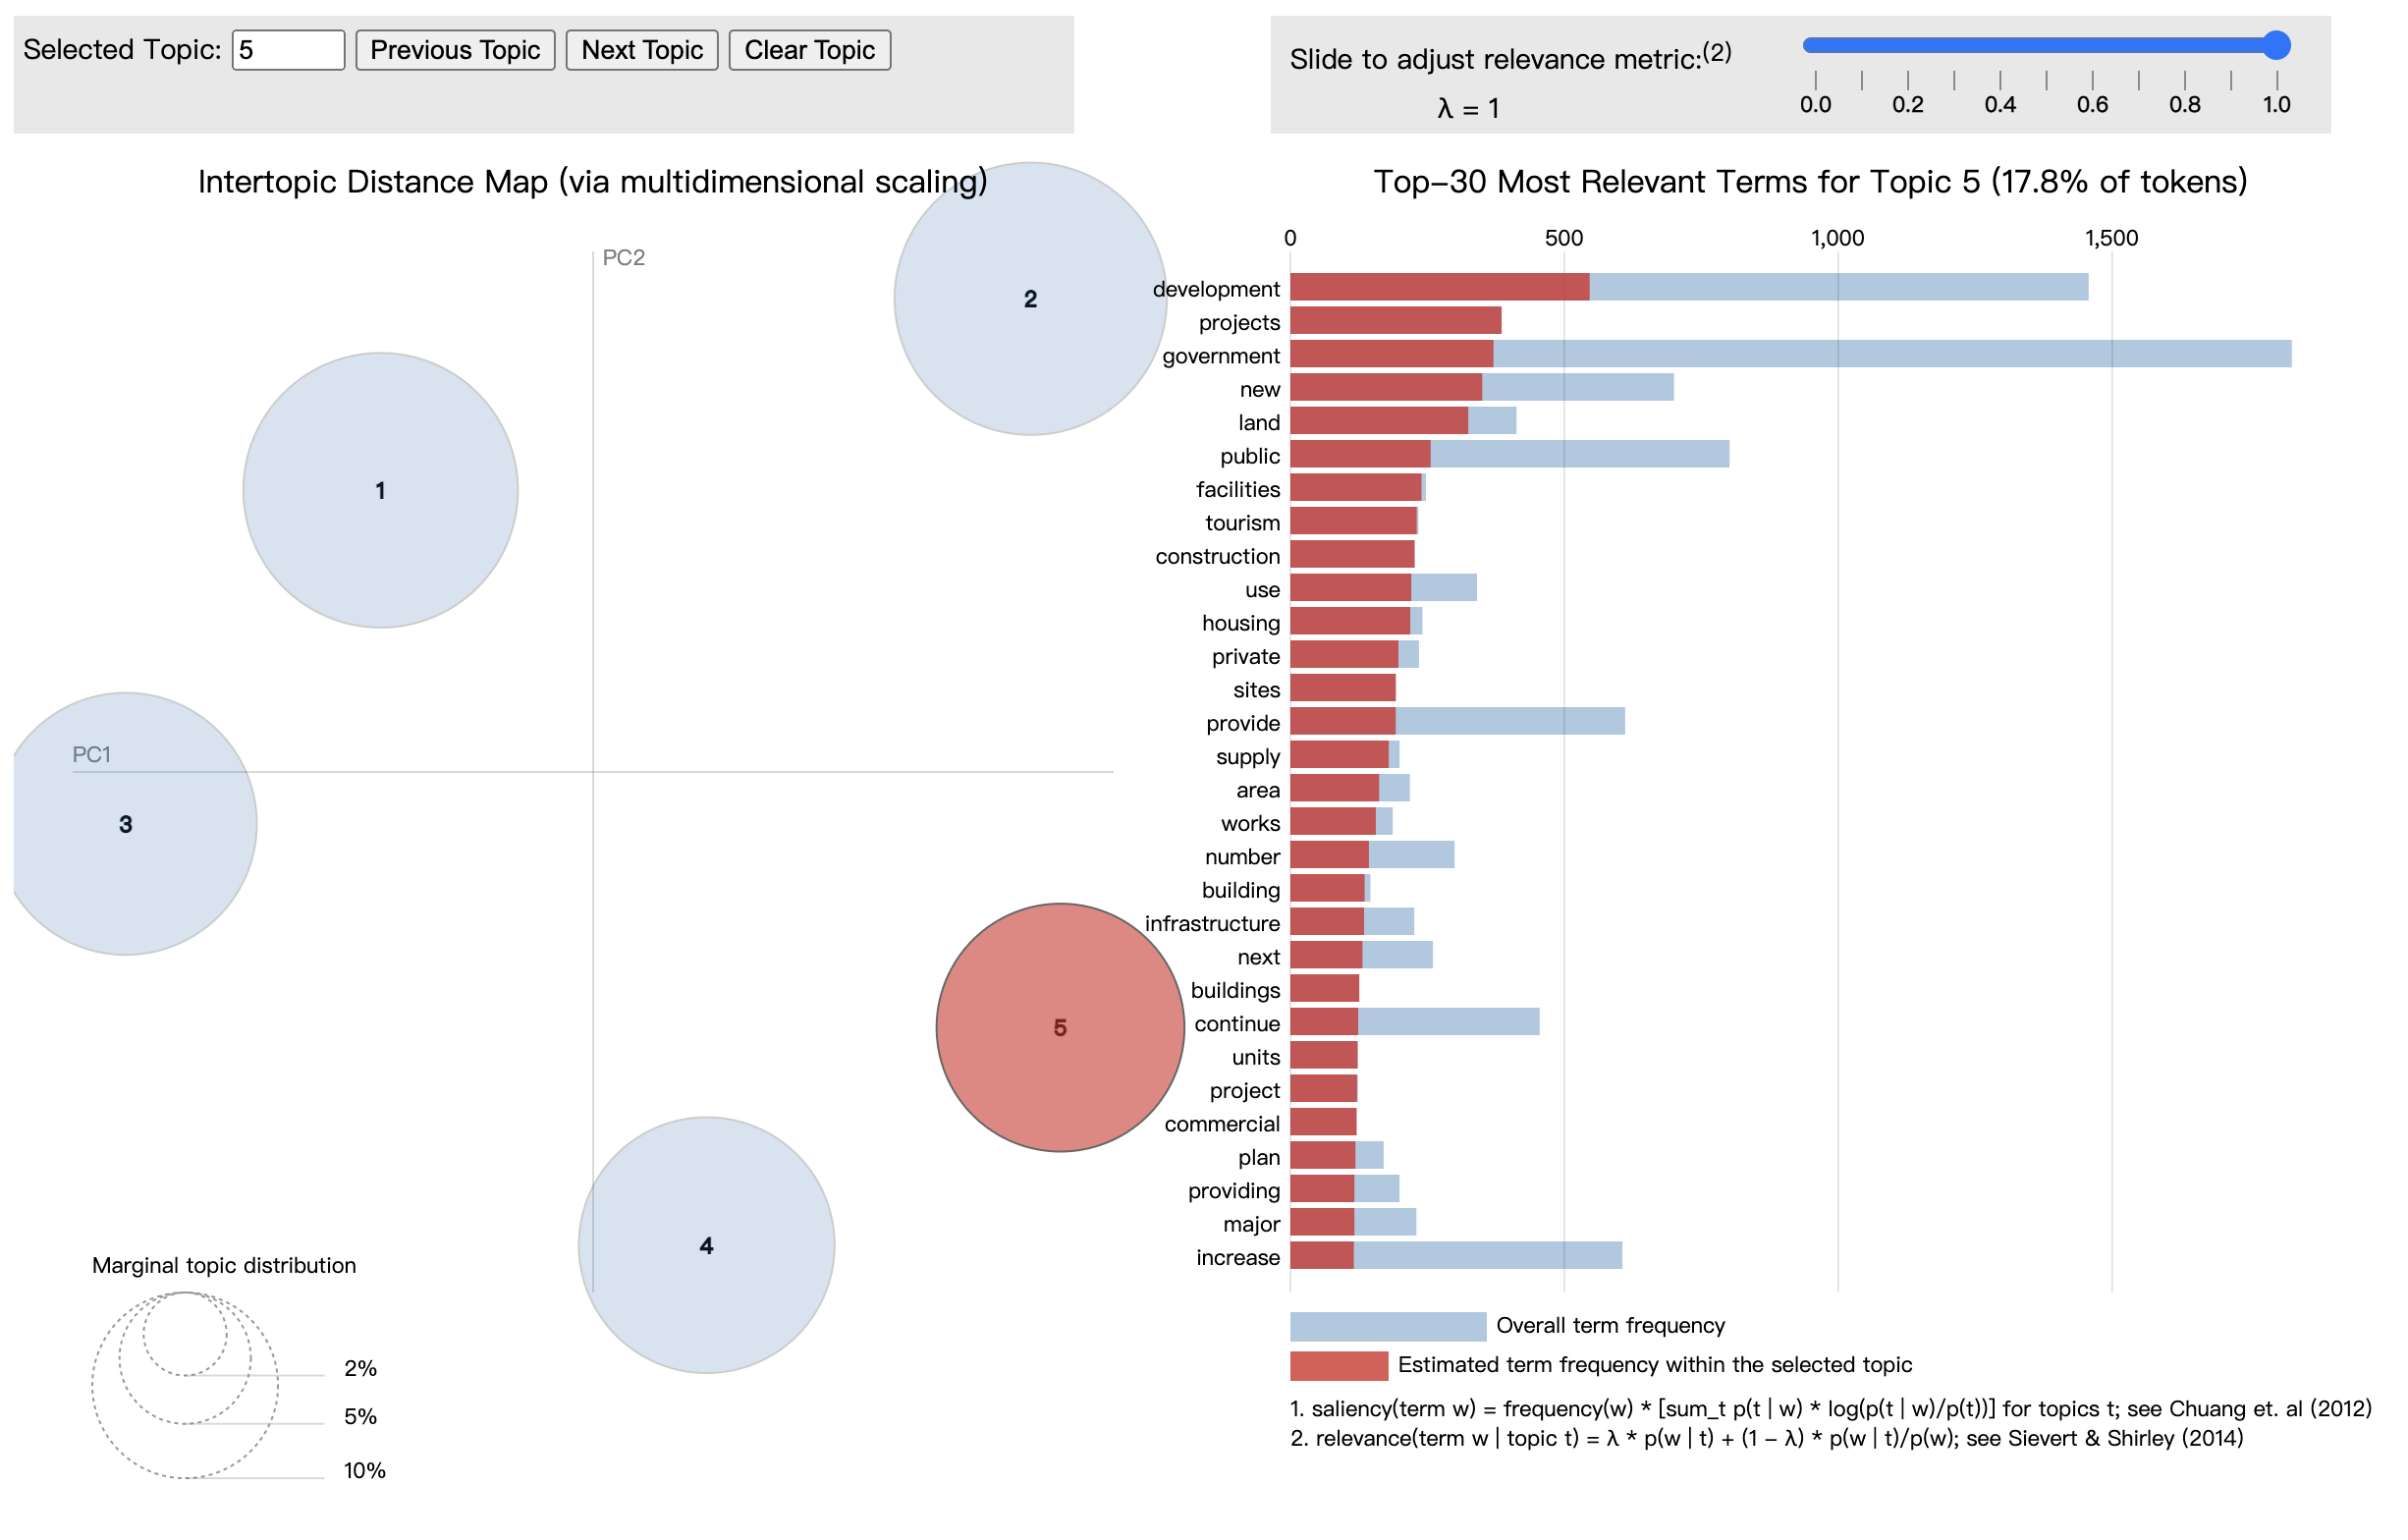 Selected Topic: 5 Previous Topic Next Topic Clear Topic
Slide to adjust relevance metric:(2)
λ = 1
0.0 0.2 0.4 0.6 0.8 1.0
Intertopic Distance Map (via multidimensional scaling)
PC2
PC1
1
2
3
4
5
Marginal topic distribution
2%
5%
10%
Top-30 Most Relevant Terms for Topic 5 (17.8% of tokens)
0 500 1,000 1,500
development
projects
government
new
land
public
facilities
tourism
construction
use
housing
private
sites
provide
supply
area
works
number
building
infrastructure
next
buildings
continue
units
project
commercial
plan
providing
major
increase
Overall term frequency
Estimated term frequency within the selected topic
1. saliency(term w) = frequency(w) * [sum_t p(t | w) * log(p(t | w)/p(t))] for topics t; see Chuang et. al (2012)
2. relevance(term w | topic t) = λ * p(w | t) + (1 - λ) * p(w | t)/p(w); see Sievert & Shirley (2014)